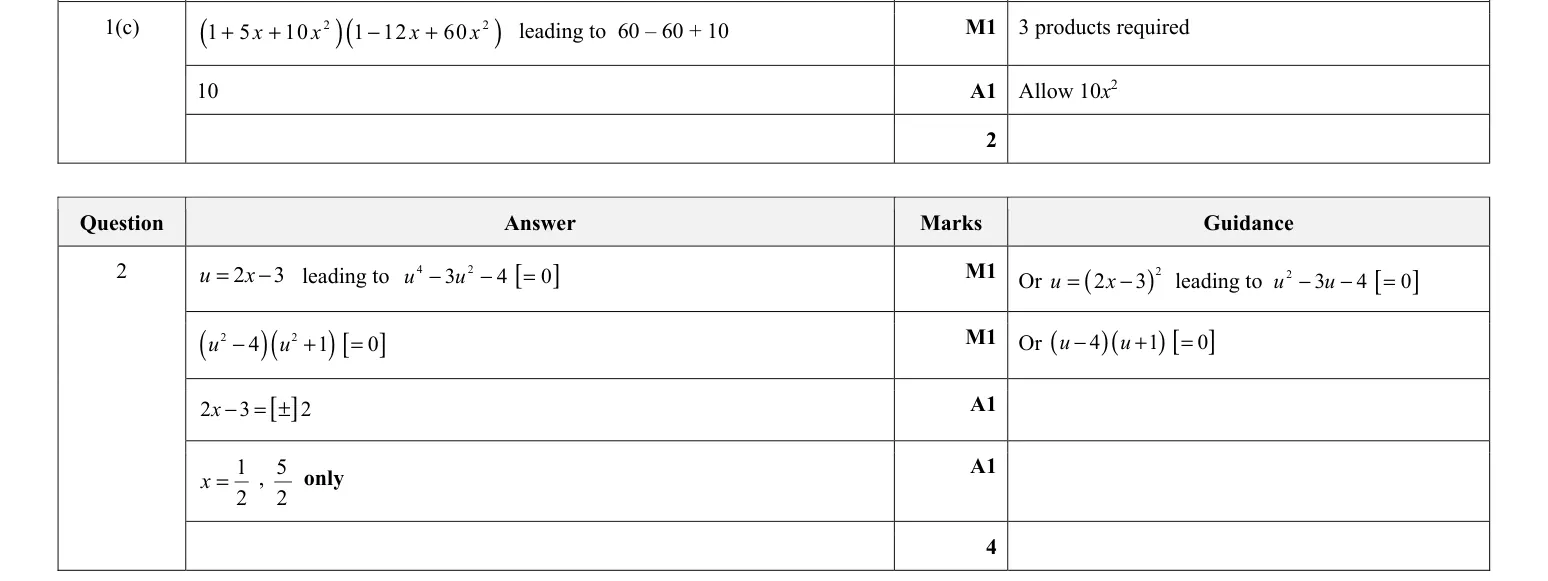 1(c) (1 + 5x + 10x²)(1 − 12x + 60x²) leading to 60 – 60 + 10 M1 3 products required
10 A1 Allow 10x²
2
Question Answer Marks Guidance
2 u = 2x − 3 leading to u⁴ − 3u² − 4 [= 0] M1 Or u = (2x − 3)² leading to u² − 3u − 4 [= 0]
(u² − 4)(u² + 1) [= 0] M1 Or (u − 4)(u + 1) [= 0]
2x − 3 = [±] 2 A1
x = 1/2 , 5/2 only A1
4